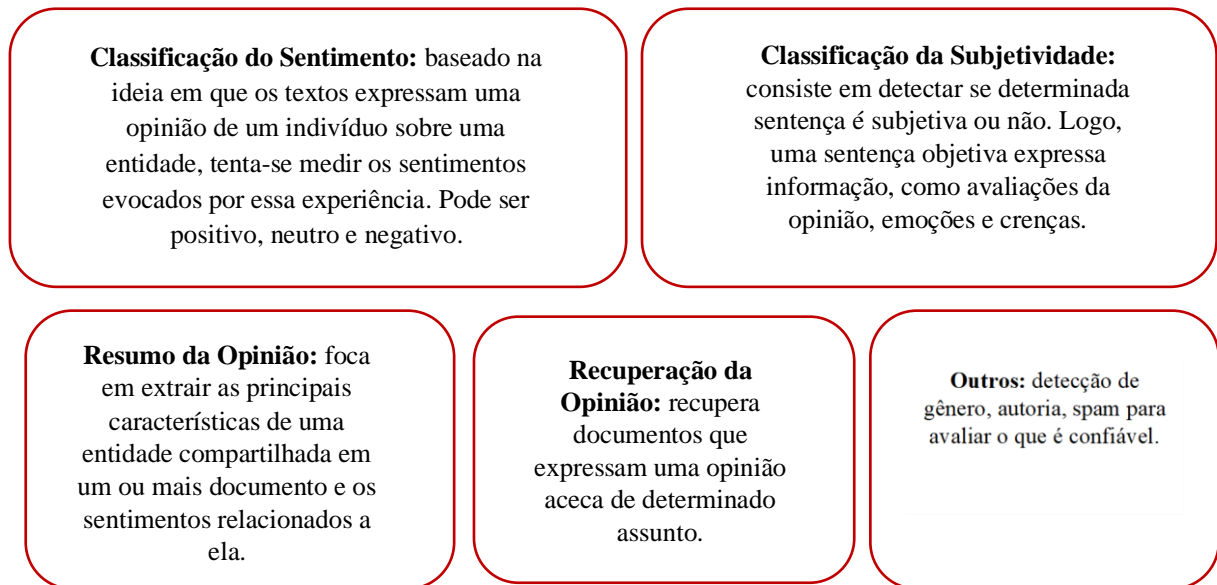 Classificação do Sentimento: baseado na
ideia em que os textos expressam uma
opinião de um indivíduo sobre uma
entidade, tenta-se medir os sentimentos
evocados por essa experiência. Pode ser
positivo, neutro e negativo.
Classificação da Subjetividade:
consiste em detectar se determinada
sentença é subjetiva ou não. Logo,
uma sentença objetiva expressa
informação, como avaliações da
opinião, emoções e crenças.
Resumo da Opinião: foca
em extrair as principais
características de uma
entidade compartilhada em
um ou mais documento e os
sentimentos relacionados a
ela.
Recuperação da
Opinião: recupera
documentos que
expressam uma opinião
aceca de determinado
assunto.
Outros: detecção de
gênero, autoria, spam para
avaliar o que é confiável.